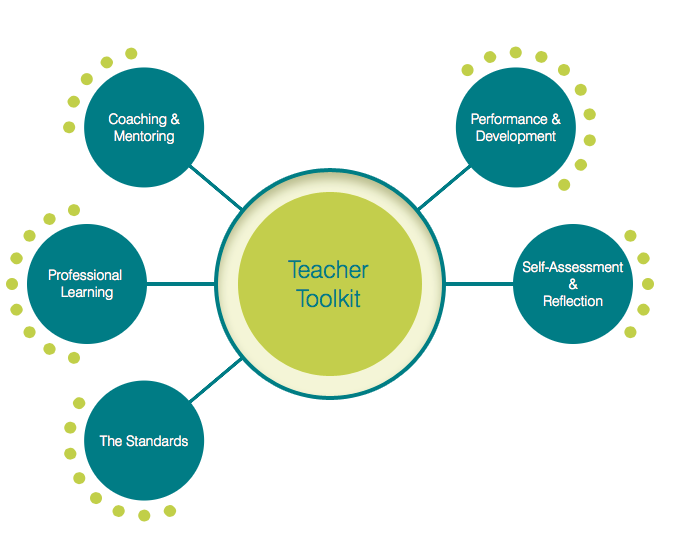 Coaching &
Mentoring
Performance &
Development
Professional
Learning
Teacher
Toolkit
Self-Assessment
&
Reflection
The Standards